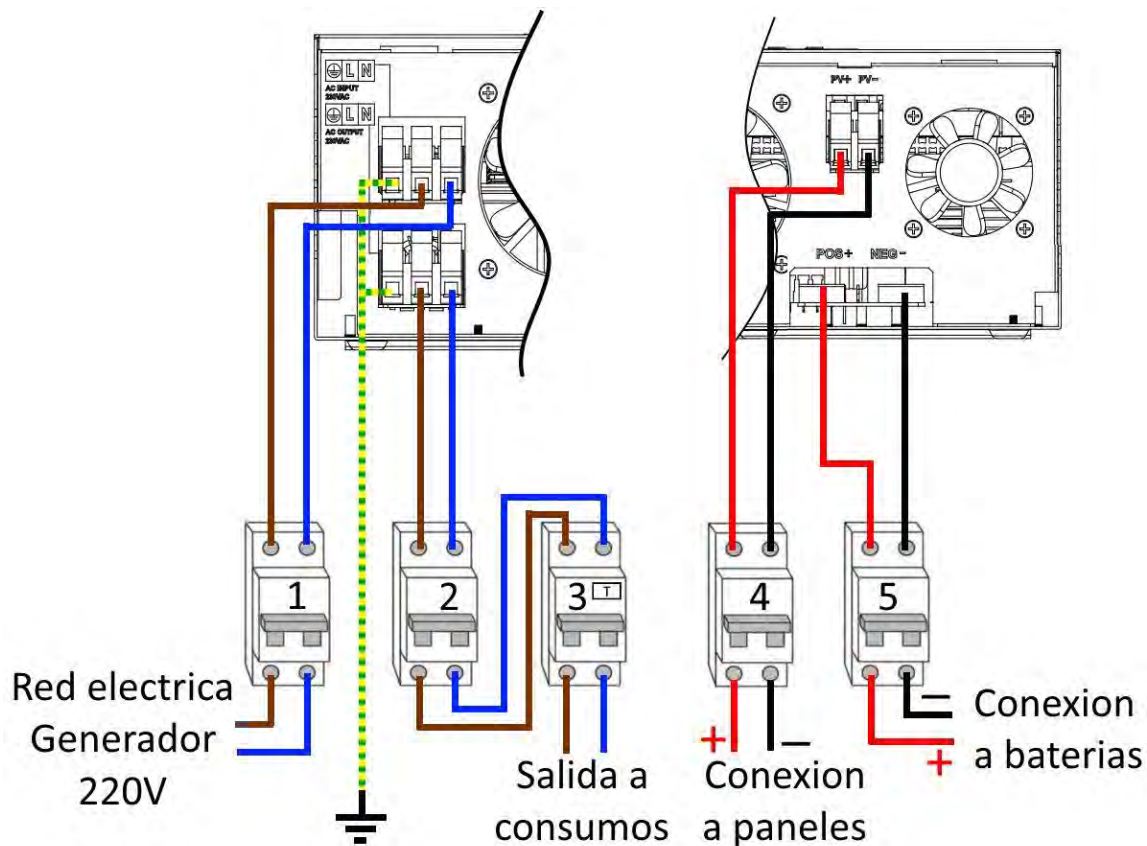 ⏚ L N
AC INPUT
230VAC
⏚ L N
AC OUTPUT
230VAC
PV+ PV-
POS+ NEG-
1
2
3 T
4
5
Red electrica
Generador
220V
Salida a
consumos
+ −
Conexion
a paneles
−
+
Conexion
a baterias